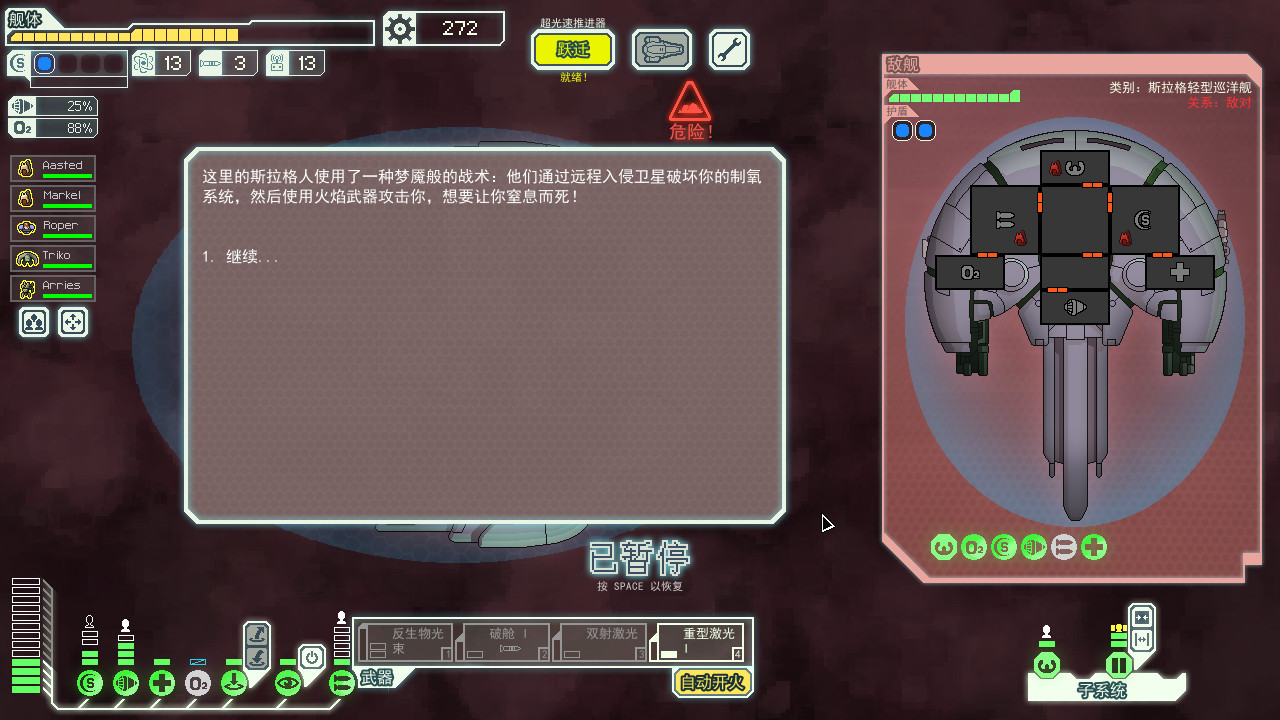 舰体
272
超光速推进器
跃迁
就绪!
13
3
13
25%
88%
危险!
Aasted
Markel
Roper
Triko
Arries
这里的斯拉格人使用了一种梦魇般的战术: 他们通过远程入侵卫星破坏你的制氧
系统, 然后使用火焰武器攻击你, 想要让你窒息而死!
1. 继续...
敌舰
舰体
类别: 斯拉格轻型巡洋舰
关系: 敌对
护盾
已暂停
按 SPACE 以恢复
反生物光
束
1
破舱 I
2
双射激光
3
重型激光
I
4
武器
自动开火
子系统